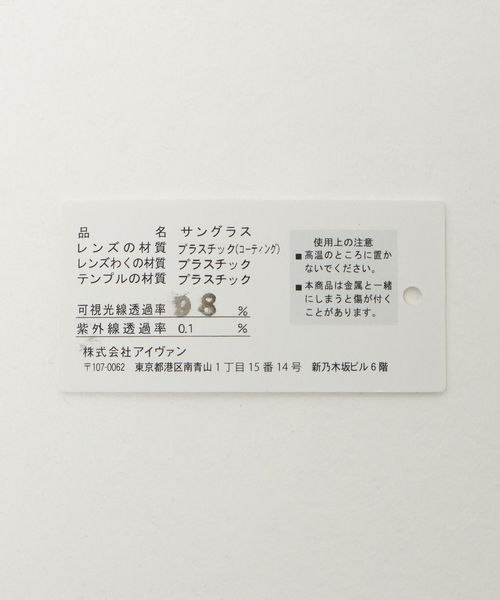 品 名 サングラス
レンズの材質 プラスチック(コーティング)
レンズわくの材質 プラスチック
テンプルの材質 プラスチック
可視光線透過率 98 %
紫外線透過率 0.1 %
株式会社アイヴァン
〒107-0062 東京都港区南青山1丁目15番14号 新乃木坂ビル6階
使用上の注意
■高温のところに置か
ないでください。
■本商品は金属と一緒
にしまうと傷が付く
ことがあります。